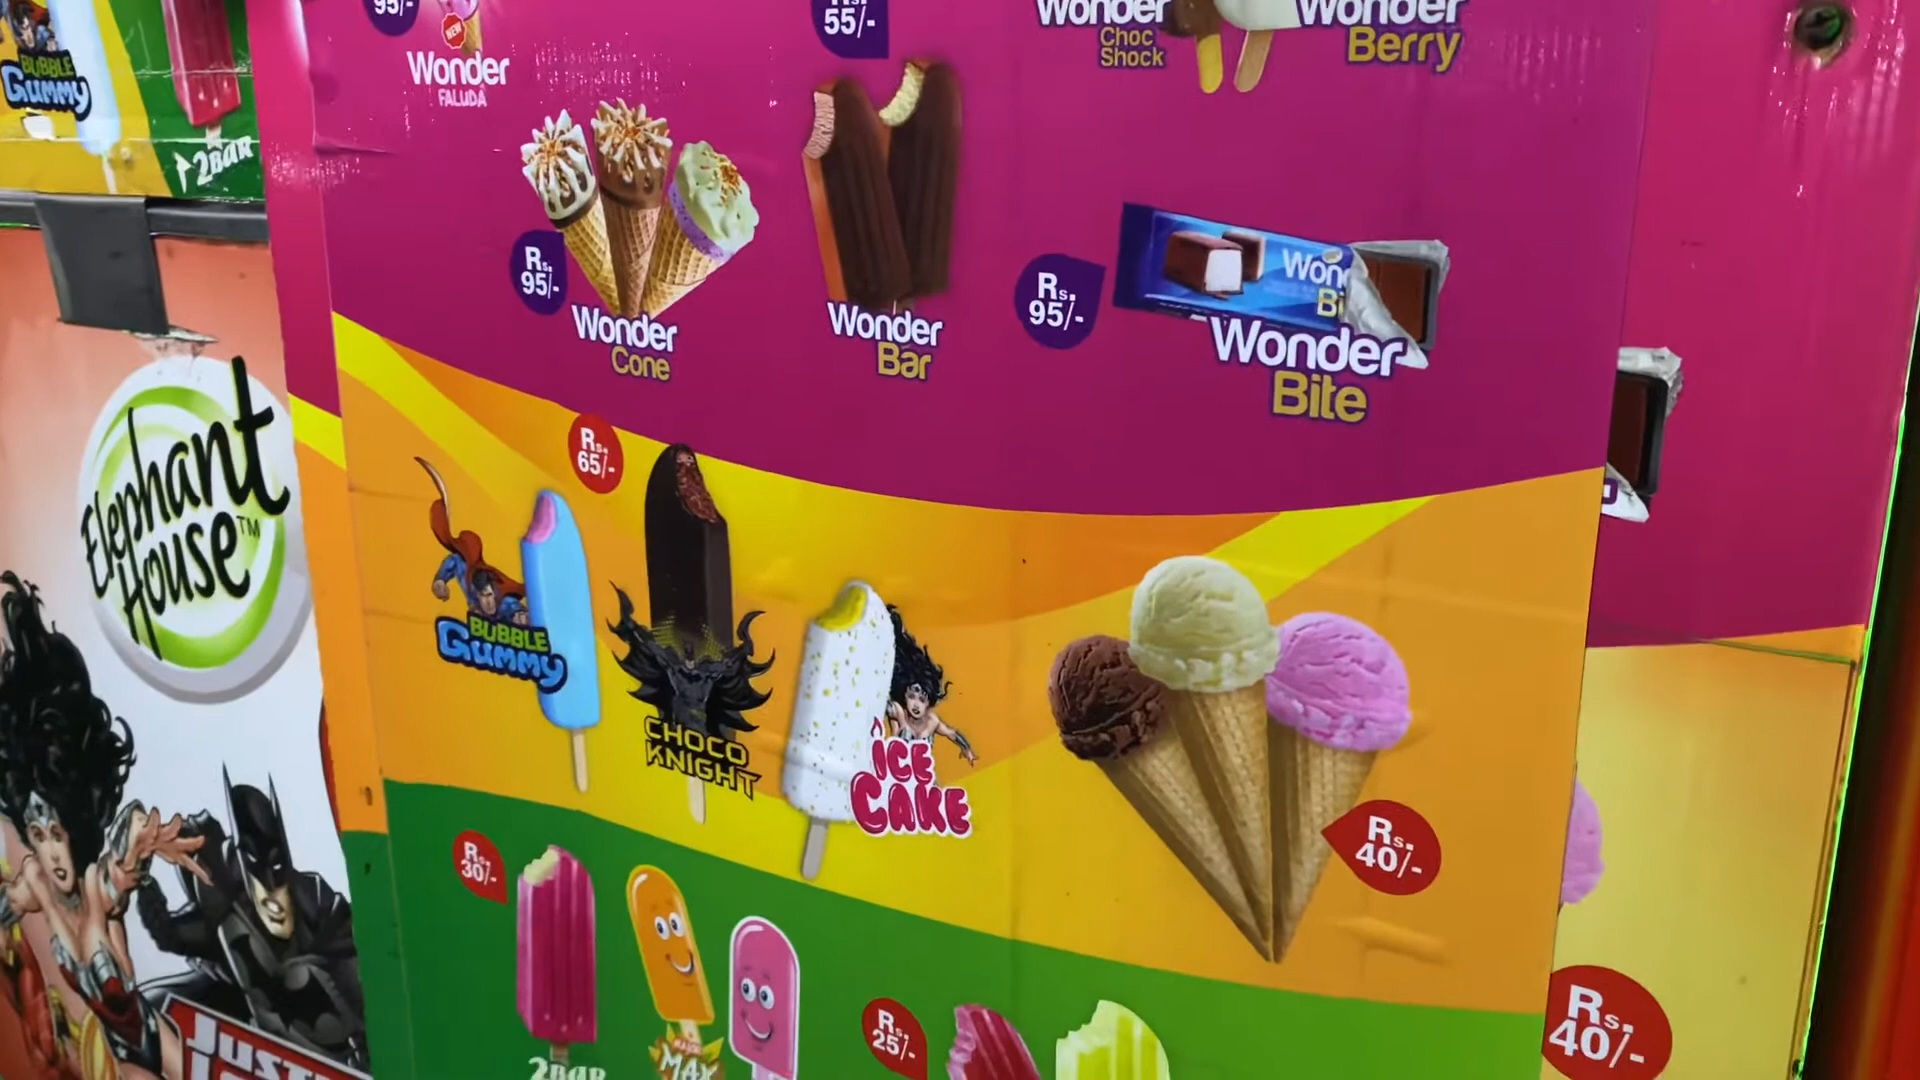 95/-
NEW
Wonder
FALUDA
Rs.
55/-
Wonder
Choc
Shock
Wonder
Berry
BUBBLE
GUMMY
2BAR
Rs.
95/-
Wonder
Cone
Wonder
Bar
Rs.
95/-
Wonder
Bite
Elephant
House™
Rs.
65/-
BUBBLE
GUMMY
CHOCO
KNIGHT
ICE
CAKE
Rs.
40/-
Rs.
30/-
2BAR
MAX
Rs.
25/-
Rs.
40/-